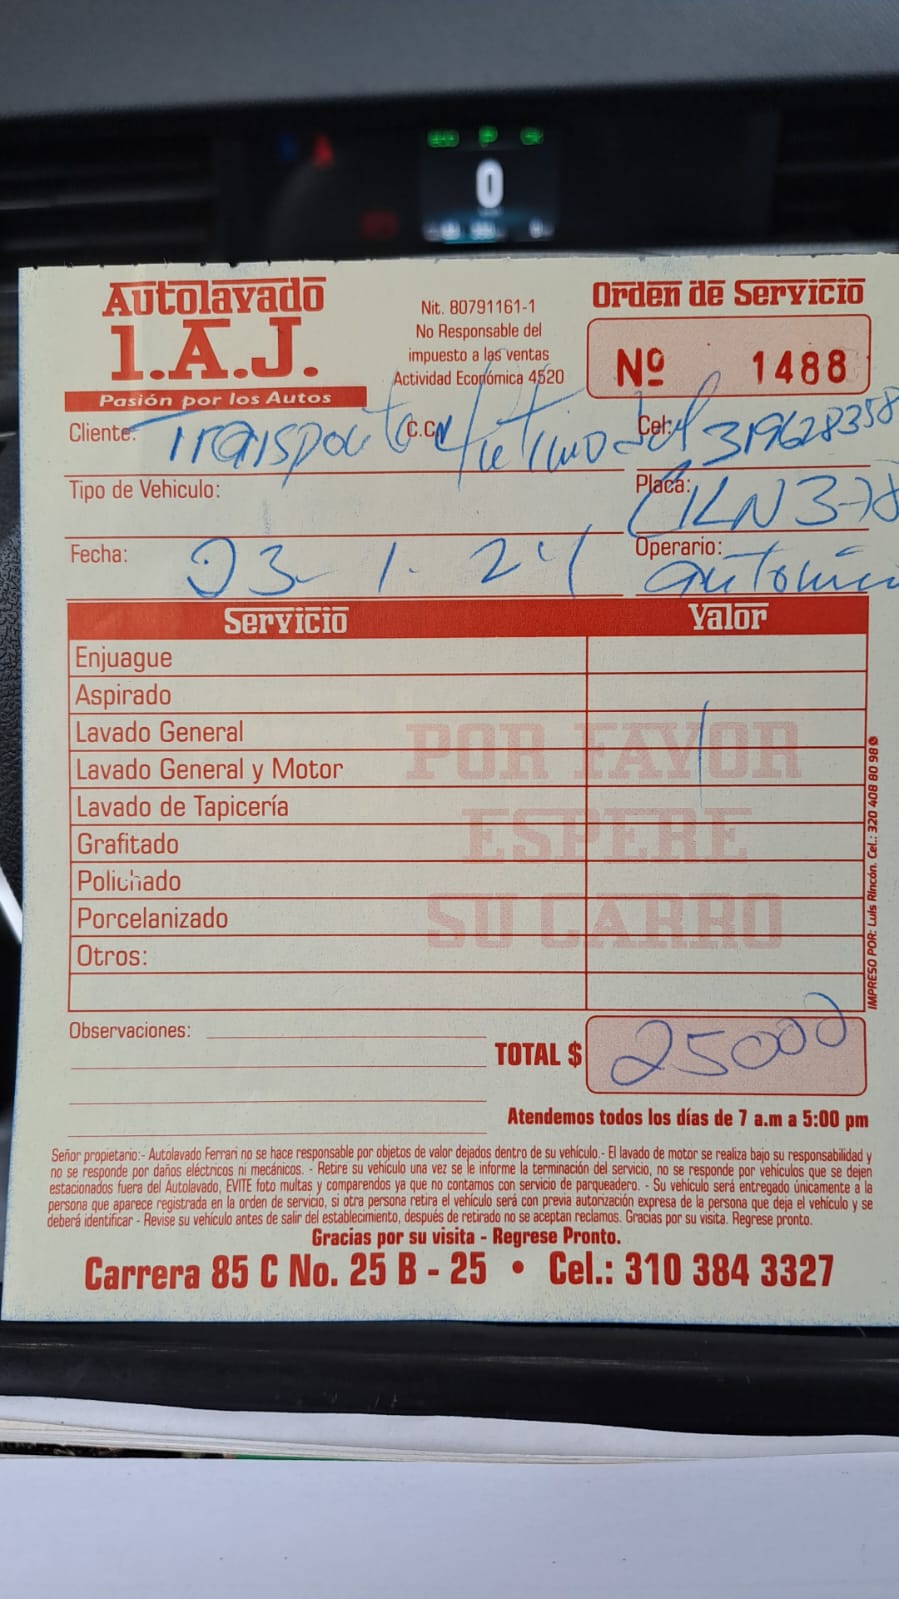 Autolavado
1.A.J.
Pasión por los Autos
Nit. 80791161-1
No Responsable del
impuesto a las ventas
Actividad Económica 4520
Orden de Servicio
Nº 1488
Cliente: C.C. Cel: 319628358
Tipo de Vehiculo: Placa:
Fecha: 23 1. 24 Operario:
Servicio Valor
Enjuague
Aspirado
Lavado General
Lavado General y Motor
Lavado de Tapicería
Grafitado
Polichado
Porcelanizado
Otros:
POR FAVOR
ESPERE
SU CARRO
IMPRESO POR: Luis Rincón. Cel.: 320 408 80 98
Observaciones:
TOTAL $ 25000
Atendemos todos los días de 7 a.m a 5:00 pm
Señor propietario:- Autolavado Ferrari no se hace responsable por objetos de valor dejados dentro de su vehículo.- El lavado de motor se realiza bajo su responsabilidad y
no se responde por daños eléctricos ni mecánicos. - Retire su vehículo una vez se le informe la terminación del servicio, no se responde por vehículos que se dejen
estacionados fuera del Autolavado, EVITE foto multas y comparendos ya que no contamos con servicio de parqueadero. - Su vehículo será entregado únicamente a la
persona que aparece registrada en la orden de servicio, si otra persona retira el vehículo será con previa autorización expresa de la persona que deja el vehículo y se
deberá identificar - Revise su vehículo antes de salir del establecimiento, después de retirado no se aceptan reclamos. Gracias por su visita. Regrese pronto.
Gracias por su visita - Regrese Pronto.
Carrera 85 C No. 25 B - 25 • Cel.: 310 384 3327
0